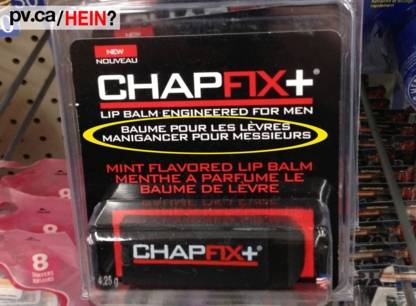 pv.ca/HEIN?
NEW
NOUVEAU
CHAPFIX+
LIP BALM ENGINEERED FOR MEN
BAUME POUR LES LÈVRES
MANIGANCER POUR MESSIEURS
MINT FLAVORED LIP BALM
MENTHE A PARFUME LE
BAUME DE LÈVRE
CHAPFIX+
4,25 g
8